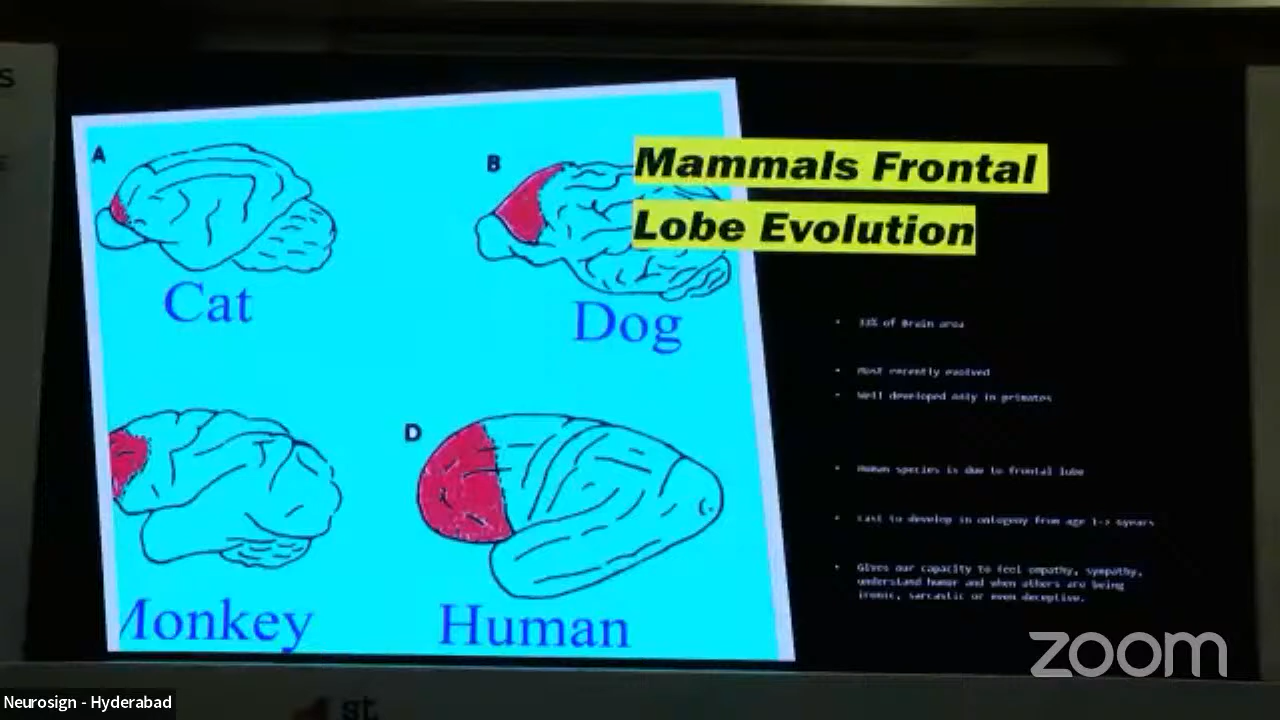 S
A
B
Mammals Frontal
Lobe Evolution
Cat
Dog
• 33% of Brain area
• Most recently evolved
• Well developed only in primates
D
• Human species is due to frontal lobe
• Last to develop in ontogeny from age
• Gives our capacity to feel empathy, sympathy,
understand humor and when others are being
ironic, sarcastic or even deceptive.
Monkey
Human
zoom
Neurosign - Hyderabad
st